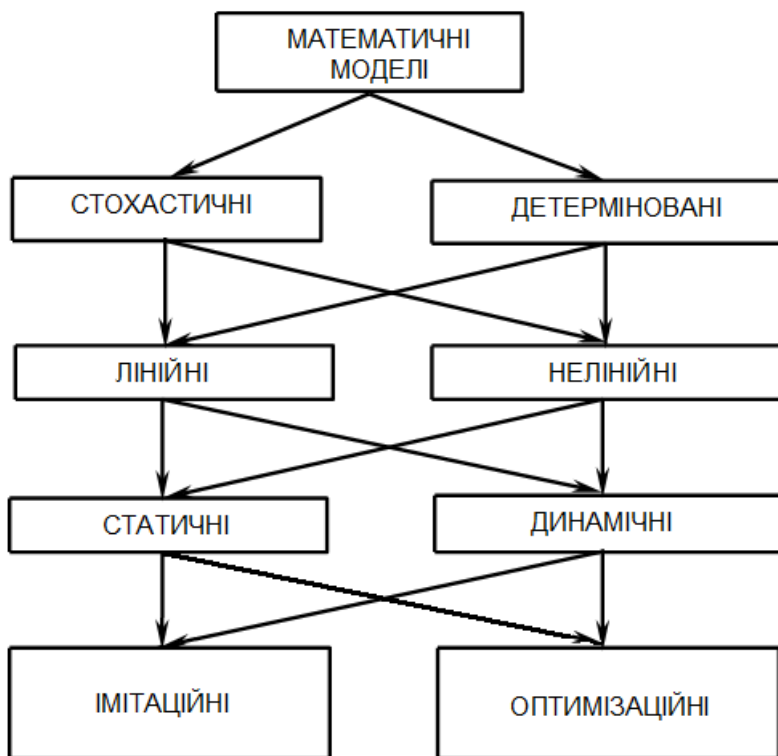 МАТЕМАТИЧНІ
МОДЕЛІ
СТОХАСТИЧНІ
ДЕТЕРМІНОВАНІ
ЛІНІЙНІ
НЕЛІНІЙНІ
СТАТИЧНІ
ДИНАМІЧНІ
ІМІТАЦІЙНІ
ОПТИМІЗАЦІЙНІ